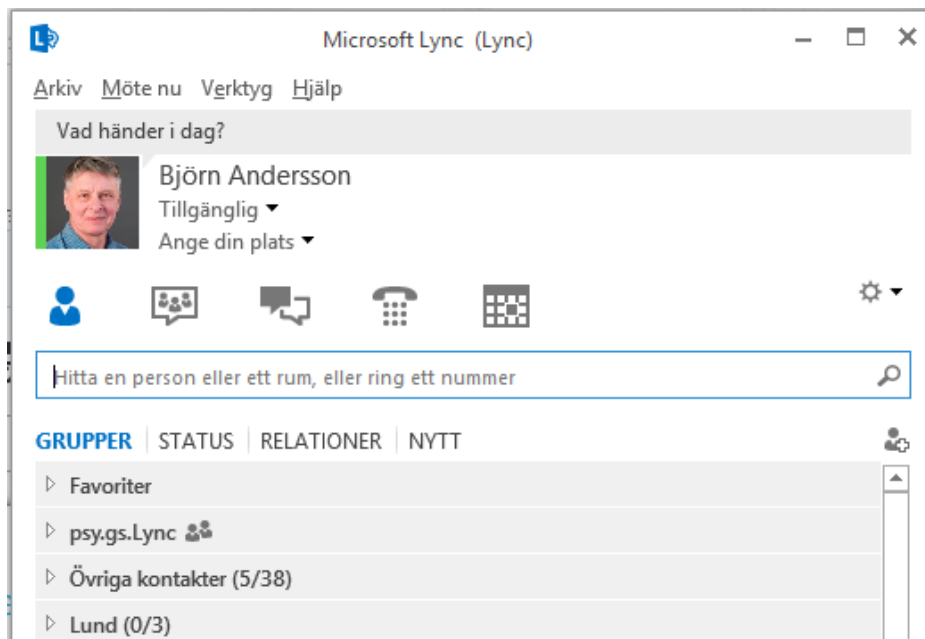 Microsoft Lync (Lync)
Arkiv Möte nu Verktyg Hjälp
Vad händer i dag?
Björn Andersson
Tillgänglig
Ange din plats
Hitta en person eller ett rum, eller ring ett nummer
GRUPPER STATUS RELATIONER NYTT
Favoriter
psy.gs.Lync
Övriga kontakter (5/38)
Lund (0/3)